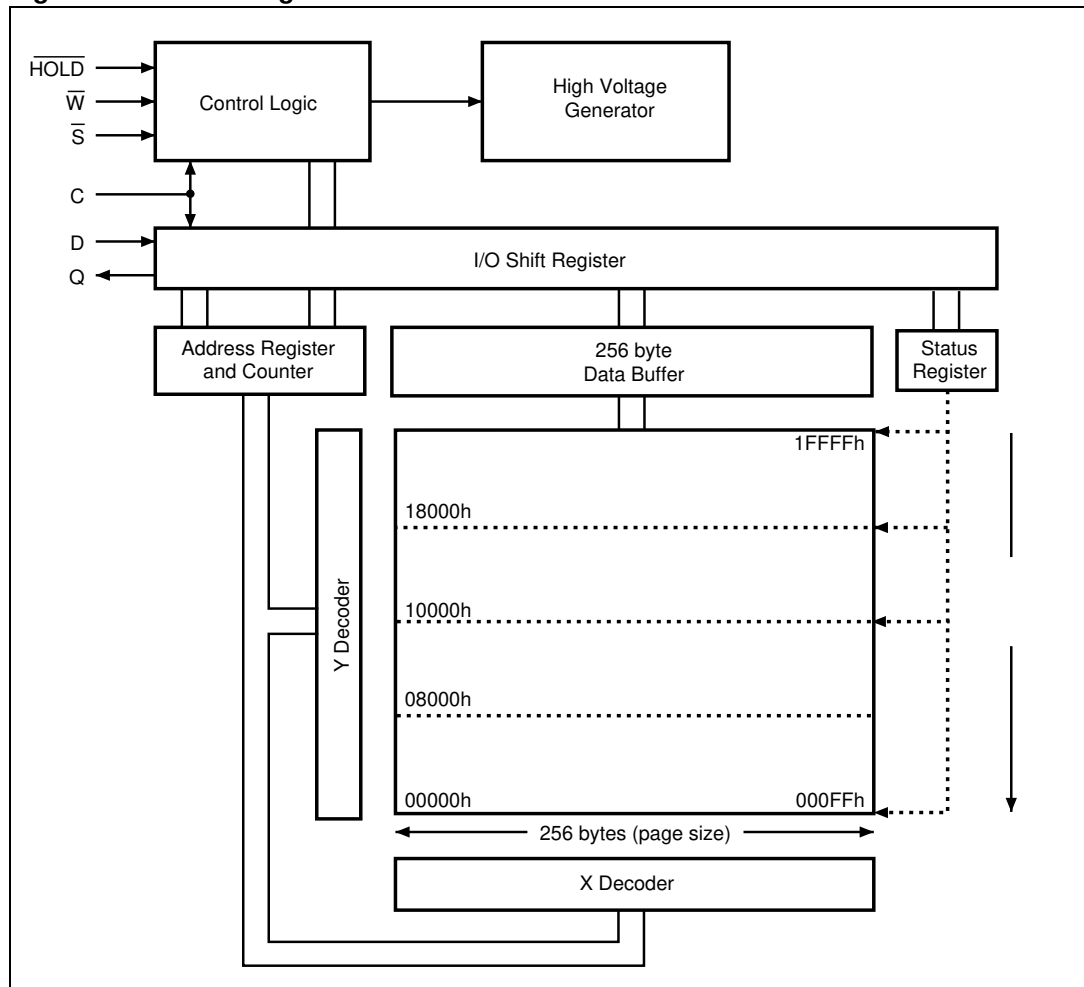 HOLD
W
S
C
D
Q
Control Logic
High Voltage
Generator
I/O Shift Register
Address Register
and Counter
256 byte
Data Buffer
Status
Register
1FFFFh
18000h
10000h
08000h
00000h
000FFh
Y Decoder
256 bytes (page size)
X Decoder